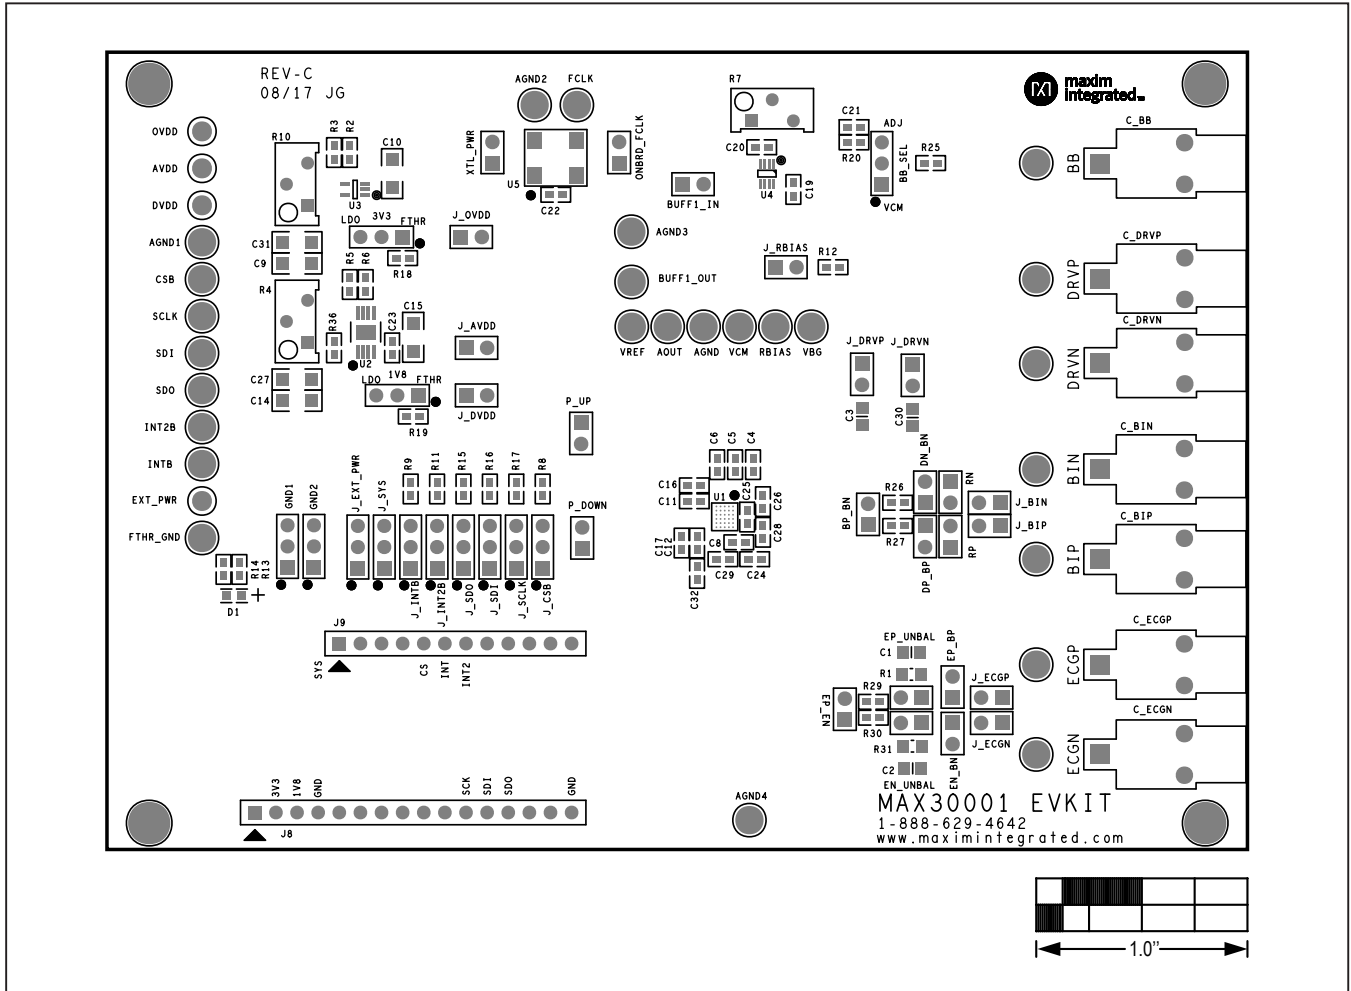 REV-C
08/17 JG
AGND2
FCLK
R7
maxim
integrated™
OVDD
AVDD
DVDD
AGND1
CSB
SCLK
SDI
SDO
INT2B
INTB
EXT_PWR
FTHR_GND
R10
R3
R2
C10
U3
LDO
3V3
FTHR
J_OVDD
C31
C9
R18
R5
R6
R4
R36
C23
C15
U2
J_AVDD
LDO
1V8
FTHR
J_DVDD
C27
C14
R19
XTL_PWR
ONBRD_FCLK
U5
C22
BUFF1_IN
C20
U4
C19
C21
R20
ADJ
BB_SEL
VCM
R25
AGND3
BUFF1_OUT
J_RBIAS
R12
VREF
AOUT
AGND
VCM
RBIAS
VBG
J_DRVP
J_DRVN
C3
C30
C_BB
BB
C_DRVP
DRVP
C_DRVN
DRVN
C_BIN
BIN
C_BIP
BIP
C_ECGP
ECGP
C_ECGN
ECGN
P_UP
P_DOWN
GND1
GND2
J_EXT_PWR
J_SYS
R9
R11
R15
R16
R17
R8
J_INTB
J_INT2B
J_SDO
J_SDI
J_SCLK
J_CSB
R14
R13
D1
+
C6
C5
C4
C16
C11
U1
C25
C26
C28
C17
C12
C8
C29
C24
C32
DN_BN
RN
R26
J_BIN
BP_BN
J_BIP
R27
DP_BP
RP
J9
SYS
CS
INT
INT2
EP_UNBAL
C1
EP_BP
R1
R29
J_ECGP
EP_EN
R30
J_ECGN
R31
C2
EN_BN
EN_UNBAL
3V3
1V8
GND
SCK
SDI
SDO
GND
J8
AGND4
MAX30001 EVKIT
1-888-629-4642
www.maximintegrated.com
1.0”